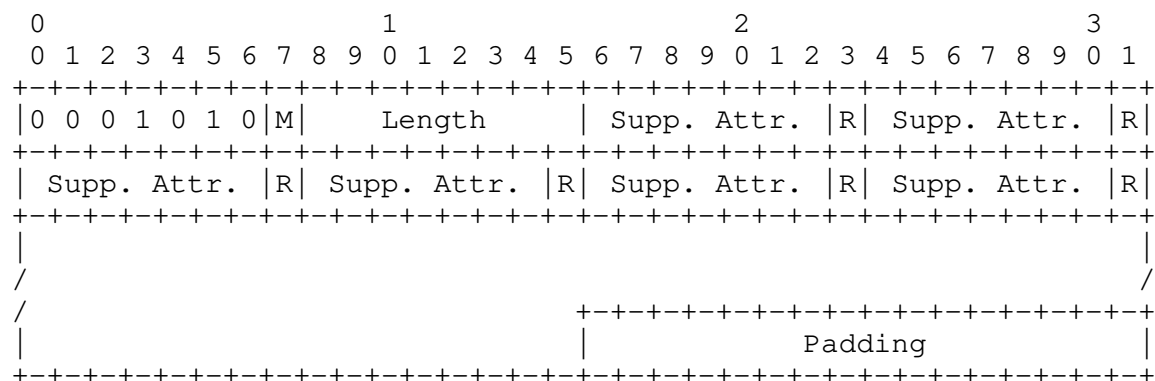 0                   1                   2                   3
 0 1 2 3 4 5 6 7 8 9 0 1 2 3 4 5 6 7 8 9 0 1 2 3 4 5 6 7 8 9 0 1
+-+-+-+-+-+-+-+-+-+-+-+-+-+-+-+-+-+-+-+-+-+-+-+-+-+-+-+-+-+-+-+-+
|0 0 0 1 0 1 0|M|    Length     | Supp. Attr. |R| Supp. Attr. |R|
+-+-+-+-+-+-+-+-+-+-+-+-+-+-+-+-+-+-+-+-+-+-+-+-+-+-+-+-+-+-+-+-+
| Supp. Attr. |R| Supp. Attr. |R| Supp. Attr. |R| Supp. Attr. |R|
+-+-+-+-+-+-+-+-+-+-+-+-+-+-+-+-+-+-+-+-+-+-+-+-+-+-+-+-+-+-+-+-+
|                                                               |
/                                                               /
/                               +-+-+-+-+-+-+-+-+-+-+-+-+-+-+-+-+
|                               |            Padding            |
+-+-+-+-+-+-+-+-+-+-+-+-+-+-+-+-+-+-+-+-+-+-+-+-+-+-+-+-+-+-+-+-+